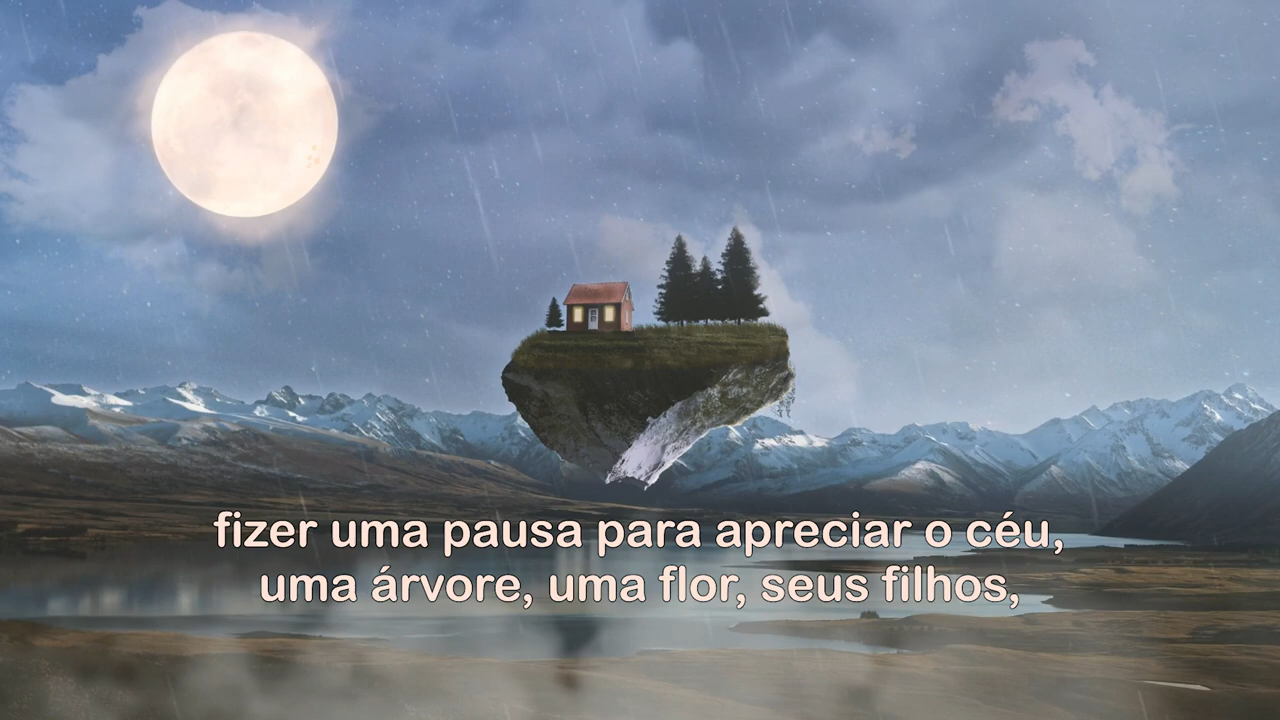 fizer uma pausa para apreciar o céu,
uma árvore, uma flor, seus filhos,